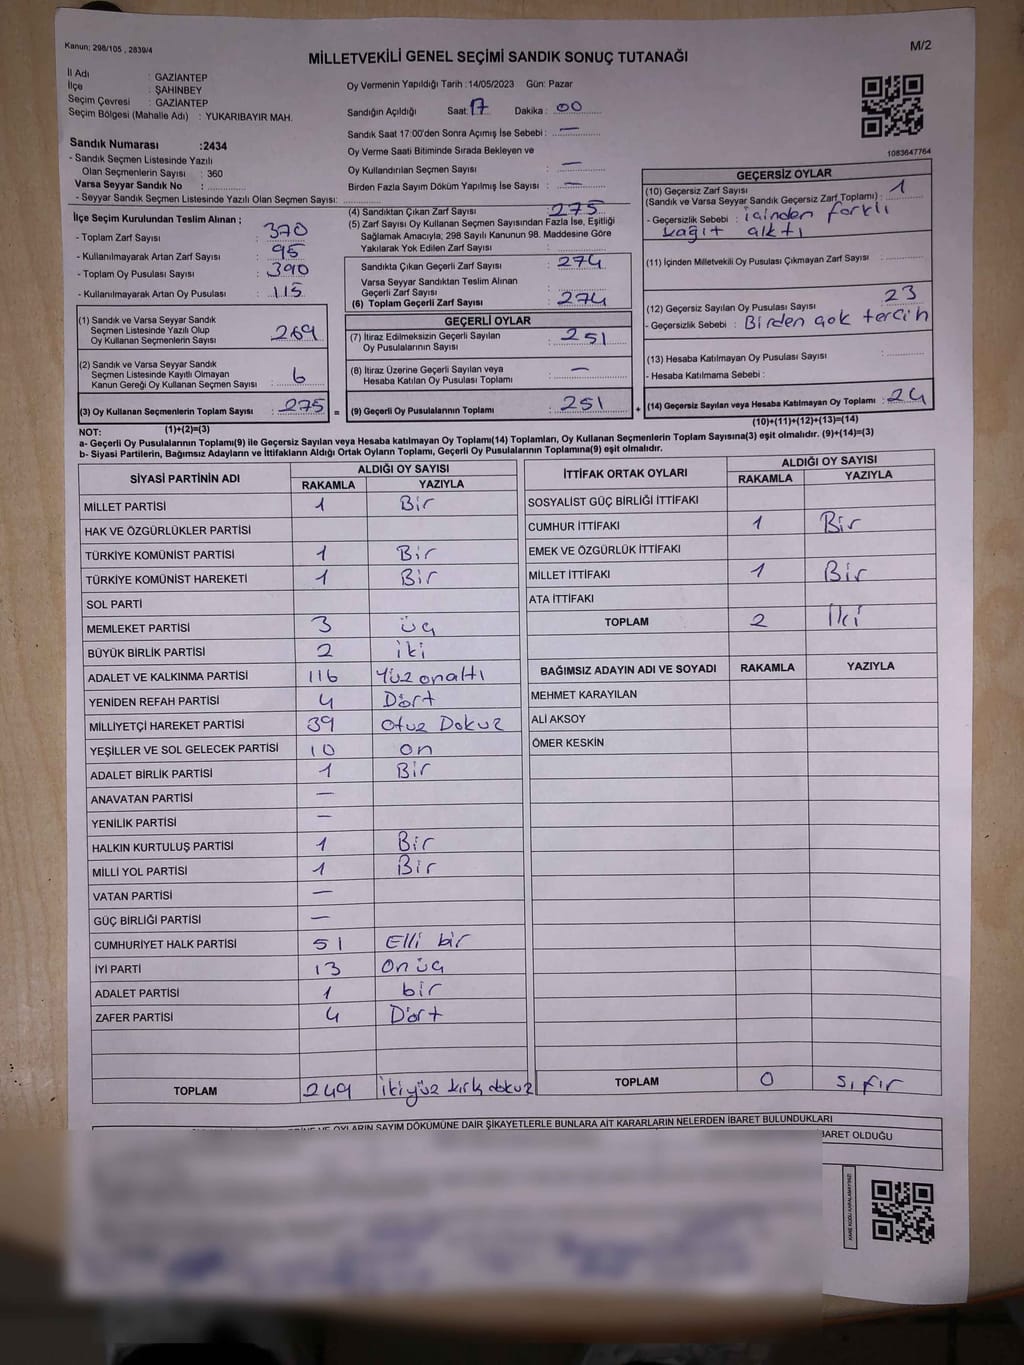 Kanun; 298/105 , 2839/4
M/2
MİLLETVEKİLİ GENEL SEÇİMİ SANDIK SONUÇ TUTANAĞI
İl Adı : GAZİANTEP
İlçe : ŞAHİNBEY
Seçim Çevresi : GAZİANTEP
Seçim Bölgesi (Mahalle Adı) : YUKARIBAYIR MAH.
Sandık Numarası :2434
- Sandık Seçmen Listesinde Yazılı
Olan Seçmenlerin Sayısı : 360
Varsa Seyyar Sandık No :
- Seyyar Sandık Seçmen Listesinde Yazılı Olan Seçmen Sayısı:
Oy Vermenin Yapıldığı Tarih :14/05/2023 Gün: Pazar
Sandığın Açıldığı Saat: 17 Dakika : 00
Sandık Saat 17:00'den Sonra Açımış İse Sebebi : —
Oy Verme Saati Bitiminde Sırada Bekleyen ve
Oy Kullandırılan Seçmen Sayısı : —
Birden Fazla Sayım Döküm Yapılmış İse Sayısı : —
1083647764
İlçe Seçim Kurulundan Teslim Alınan ;
- Toplam Zarf Sayısı : 370
- Kullanılmayarak Artan Zarf Sayısı : 95
- Toplam Oy Pusulası Sayısı : 390
- Kullanılmayarak Artan Oy Pusulası : 115
(1) Sandık ve Varsa Seyyar Sandık
Seçmen Listesinde Yazılı Olup
Oy Kullanan Seçmenlerin Sayısı : 269
(2) Sandık ve Varsa Seyyar Sandık
Seçmen Listesinde Kayıtlı Olmayan
Kanun Gereği Oy Kullanan Seçmen Sayısı : 6
(3) Oy Kullanan Seçmenlerin Toplam Sayısı : 275 =
(1)+(2)=(3)
(4) Sandıktan Çıkan Zarf Sayısı : 275
(5) Zarf Sayısı Oy Kullanan Seçmen Sayısından Fazla İse, Eşitliği
Sağlamak Amacıyla, 298 Sayılı Kanunun 98. Maddesine Göre
Yakılarak Yok Edilen Zarf Sayısı :
Sandıkta Çıkan Geçerli Zarf Sayısı : 274
Varsa Seyyar Sandıktan Teslim Alınan
Geçerli Zarf Sayısı :
(6) Toplam Geçerli Zarf Sayısı : 274
GEÇERLİ OYLAR
(7) İtiraz Edilmeksizin Geçerli Sayılan
Oy Pusulalarının Sayısı : 251
(8) İtiraz Üzerine Geçerli Sayılan veya
Hesaba Katılan Oy Pusulası Toplamı : —
(9) Geçerli Oy Pusulalarının Toplamı : 251 +
GEÇERSİZ OYLAR
(10) Geçersiz Zarf Sayısı
(Sandık ve Varsa Seyyar Sandık Geçersiz Zarf Toplamı) : 1
- Geçersizlik Sebebi : içinden farklı
kağıt çıktı
(11) İçinden Milletvekili Oy Pusulası Çıkmayan Zarf Sayısı :
(12) Geçersiz Sayılan Oy Pusulası Sayısı : 23
- Geçersizlik Sebebi : Birden çok tercih
(13) Hesaba Katılmayan Oy Pusulası Sayısı :
- Hesaba Katılmama Sebebi :
(14) Geçersiz Sayılan veya Hesaba Katılmayan Oy Toplamı : 24
(10)+(11)+(12)+(13)=(14)
NOT:
a- Geçerli Oy Pusulalarının Toplamı(9) ile Geçersiz Sayılan veya Hesaba katılmayan Oy Toplamı(14) Toplamları, Oy Kullanan Seçmenlerin Toplam Sayısına(3) eşit olmalıdır. (9)+(14)=(3)
b- Siyasi Partilerin, Bağımsız Adayların ve İttifakların Aldığı Ortak Oyların Toplamı, Geçerli Oy Pusulalarının Toplamına(9) eşit olmalıdır.
SİYASİ PARTİNİN ADI ALDIĞI OY SAYISI
RAKAMLA YAZIYLA
MİLLET PARTİSİ 1 Bir
HAK VE ÖZGÜRLÜKLER PARTİSİ
TÜRKİYE KOMÜNİST PARTİSİ 1 Bir
TÜRKİYE KOMÜNİST HAREKETİ 1 Bir
SOL PARTİ
MEMLEKET PARTİSİ 3 üç
BÜYÜK BİRLİK PARTİSİ 2 iki
ADALET VE KALKINMA PARTİSİ 116 Yüz onaltı
YENİDEN REFAH PARTİSİ 4 Dört
MİLLİYETÇİ HAREKET PARTİSİ 39 Otuz Dokuz
YEŞİLLER VE SOL GELECEK PARTİSİ 10 on
ADALET BİRLİK PARTİSİ 1 Bir
ANAVATAN PARTİSİ —
YENİLİK PARTİSİ —
HALKIN KURTULUŞ PARTİSİ 1 Bir
MİLLİ YOL PARTİSİ 1 Bir
VATAN PARTİSİ —
GÜÇ BİRLİĞİ PARTİSİ —
CUMHURİYET HALK PARTİSİ 51 Elli bir
İYİ PARTİ 13 Onüç
ADALET PARTİSİ 1 bir
ZAFER PARTİSİ 4 Dört
TOPLAM 249 İkiyüz kırk dokuz
İTTİFAK ORTAK OYLARI ALDIĞI OY SAYISI
RAKAMLA YAZIYLA
SOSYALİST GÜÇ BİRLİĞİ İTTİFAKI
CUMHUR İTTİFAKI 1 Bir
EMEK VE ÖZGÜRLÜK İTTİFAKI
MİLLET İTTİFAKI 1 Bir
ATA İTTİFAKI
TOPLAM 2 İki
BAĞIMSIZ ADAYIN ADI VE SOYADI RAKAMLA YAZIYLA
MEHMET KARAYILAN
ALİ AKSOY
ÖMER KESKİN
TOPLAM 0 sıfır
OYLARIN SAYIM DÖKÜMÜNE DAİR ŞİKAYETLERLE BUNLARA AİT KARARLARIN NELERDEN İBARET BULUNDUKLARI
BARET OLDUĞU
KARE KODU KARALAMAYINIZ!